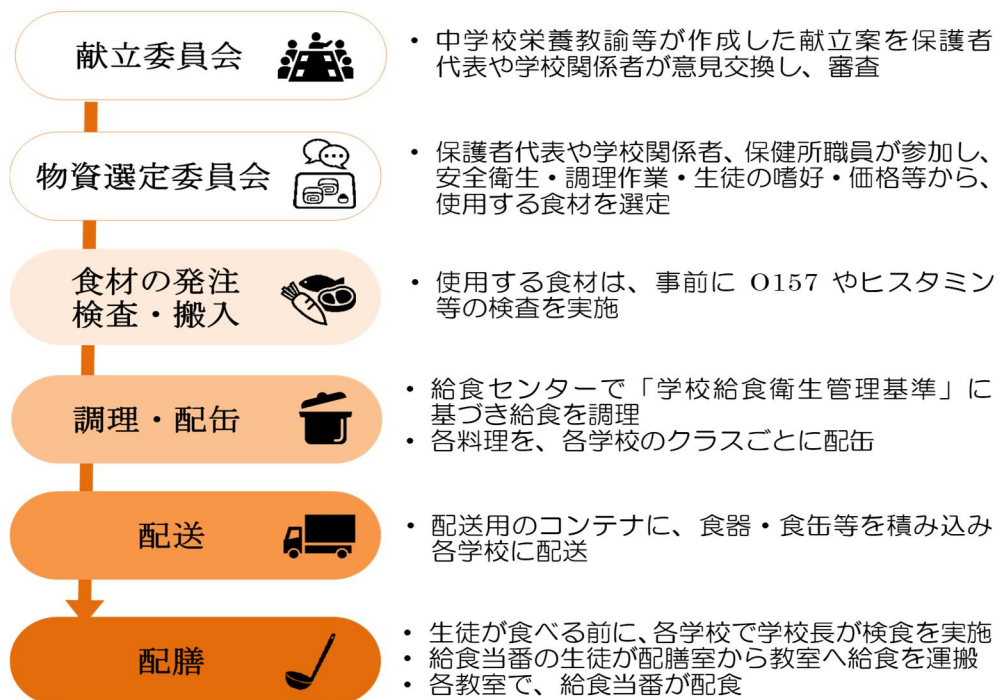 献立委員会
・ 中学校栄養教諭等が作成した献立案を保護者
代表や学校関係者が意見交換し、審査
物資選定委員会
・ 保護者代表や学校関係者、保健所職員が参加し、
安全衛生・調理作業・生徒の嗜好・価格等から、
使用する食材を選定
食材の発注
検査・搬入
・ 使用する食材は、事前に O157 やヒスタミン
等の検査を実施
調理・配缶
・ 給食センターで「学校給食衛生管理基準」に
基づき給食を調理
・ 各料理を、各学校のクラスごとに配缶
配送
・ 配送用のコンテナに、食器・食缶等を積み込み
各学校に配送
配膳
・ 生徒が食べる前に、各学校で学校長が検食を実施
・ 給食当番の生徒が配膳室から教室へ給食を運搬
・ 各教室で、給食当番が配食